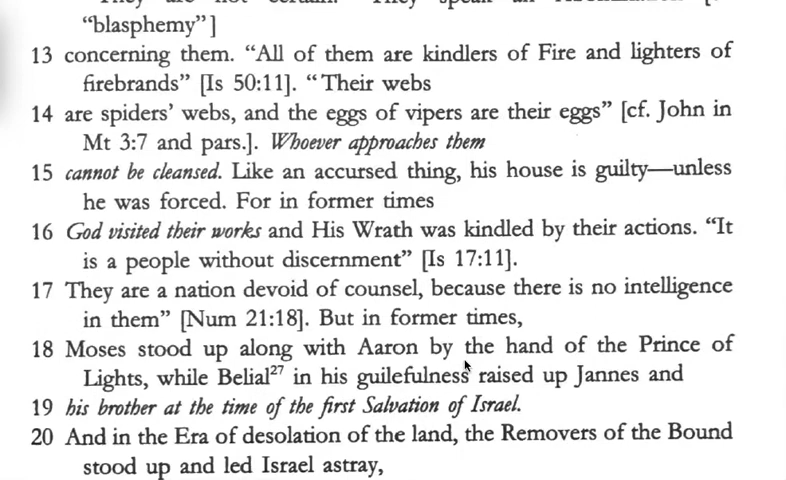 “blasphemy”]
13 concerning them. “All of them are kindlers of Fire and lighters of
firebrands” [Is 50:11]. “Their webs
14 are spiders’ webs, and the eggs of vipers are their eggs” [cf. John in
Mt 3:7 and pars.]. Whoever approaches them
15 cannot be cleansed. Like an accursed thing, his house is guilty—unless
he was forced. For in former times
16 God visited their works and His Wrath was kindled by their actions. “It
is a people without discernment” [Is 17:11].
17 They are a nation devoid of counsel, because there is no intelligence
in them” [Num 21:18]. But in former times,
18 Moses stood up along with Aaron by the hand of the Prince of
Lights, while Belial27 in his guilefulness raised up Jannes and
19 his brother at the time of the first Salvation of Israel.
20 And in the Era of desolation of the land, the Removers of the Bound
stood up and led Israel astray,